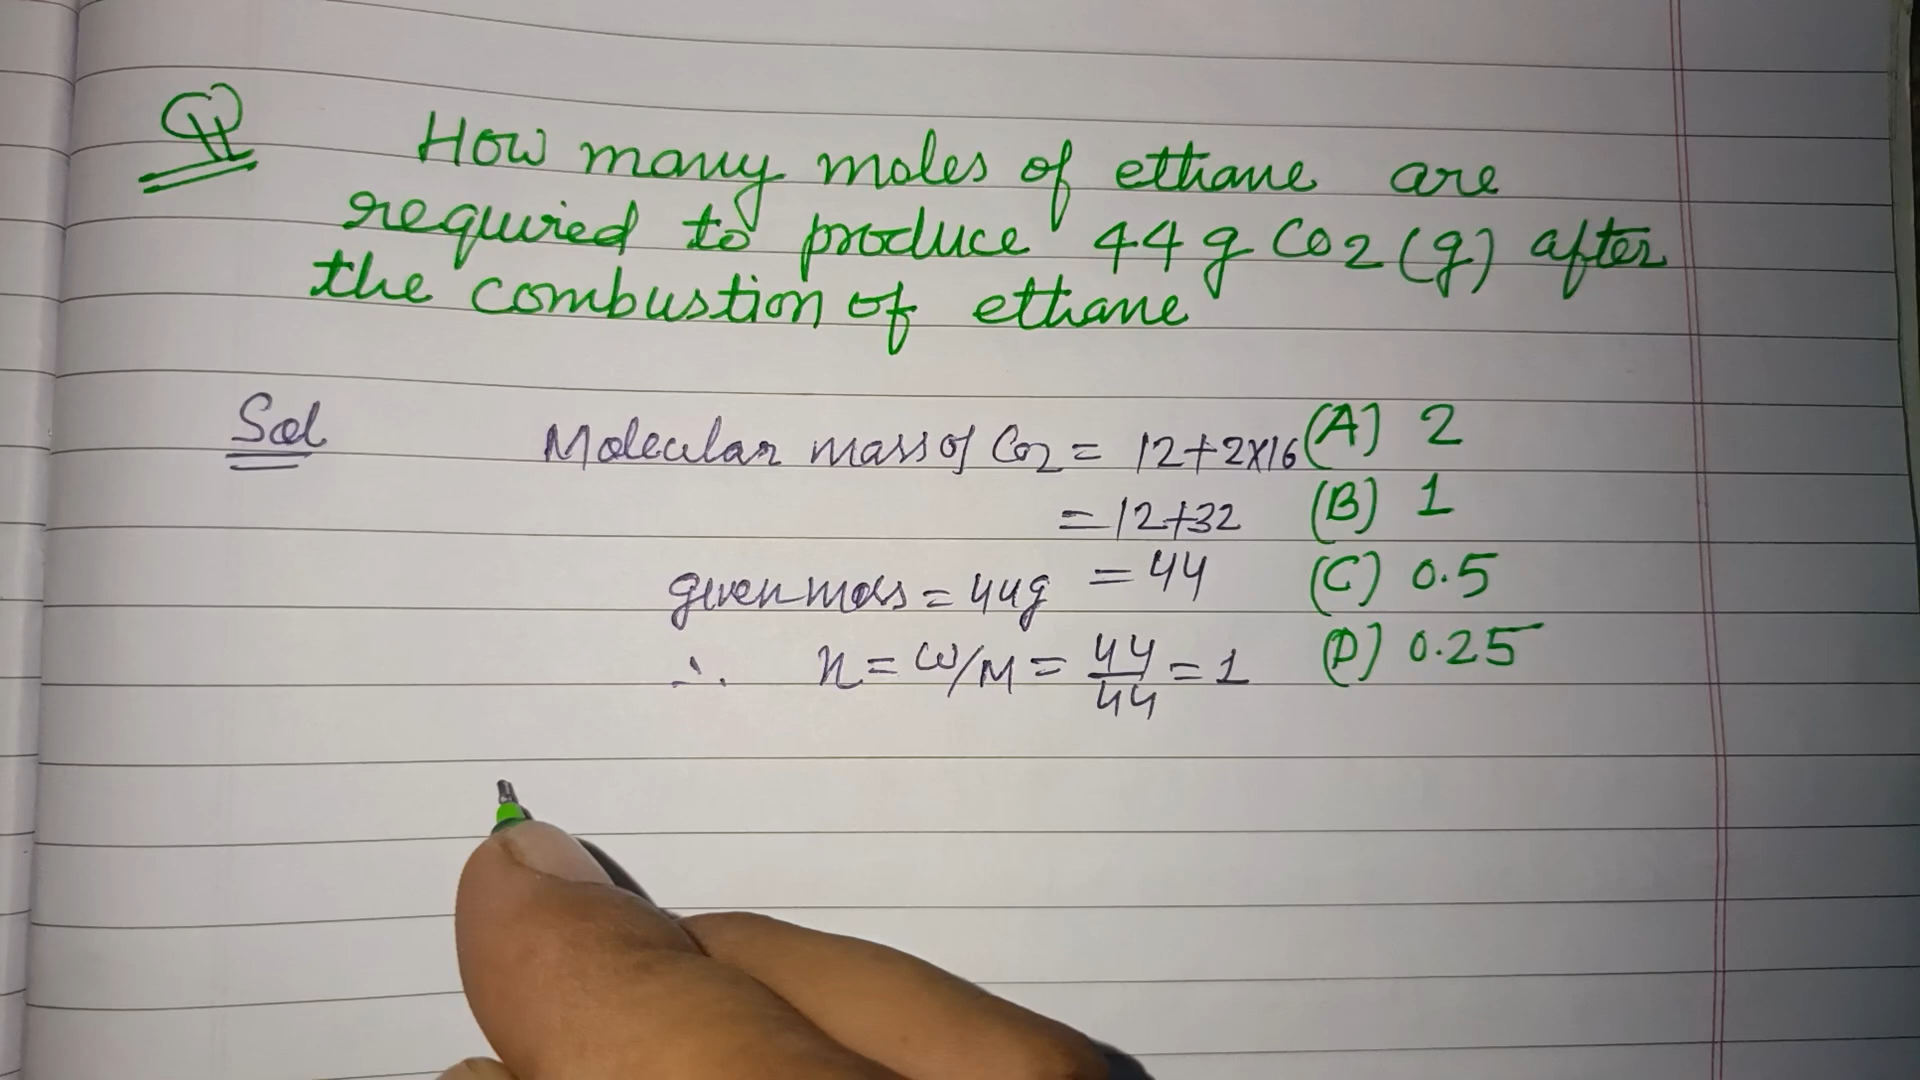 Q
How many moles of ethane are
required to produce 44 g CO2 (g) after
the combustion of ethane
Sol
Molecular mass of CO2 = 12+2x16
(A) 2
= 12+32
(B) 1
given mass = 44g = 44
(C) 0.5
∴ n = w/M = 44/44 = 1
(D) 0.25